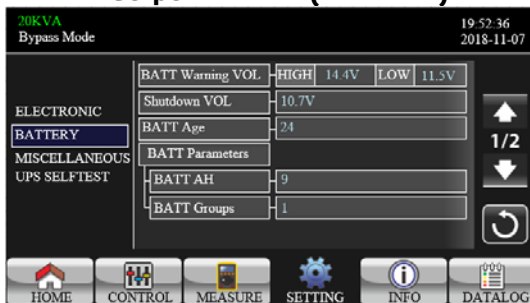 20KVA
Bypass Mode
19:52:36
2018-11-07
ELECTRONIC
BATTERY
MISCELLANEOUS
UPS SELFTEST
BATT Warning VOL HIGH 14.4V LOW 11.5V
Shutdown VOL 10.7V
BATT Age 24
BATT Parameters
BATT AH 9
BATT Groups 1
1/2
HOME CONTROL MEASURE SETTING INFO DATALOG